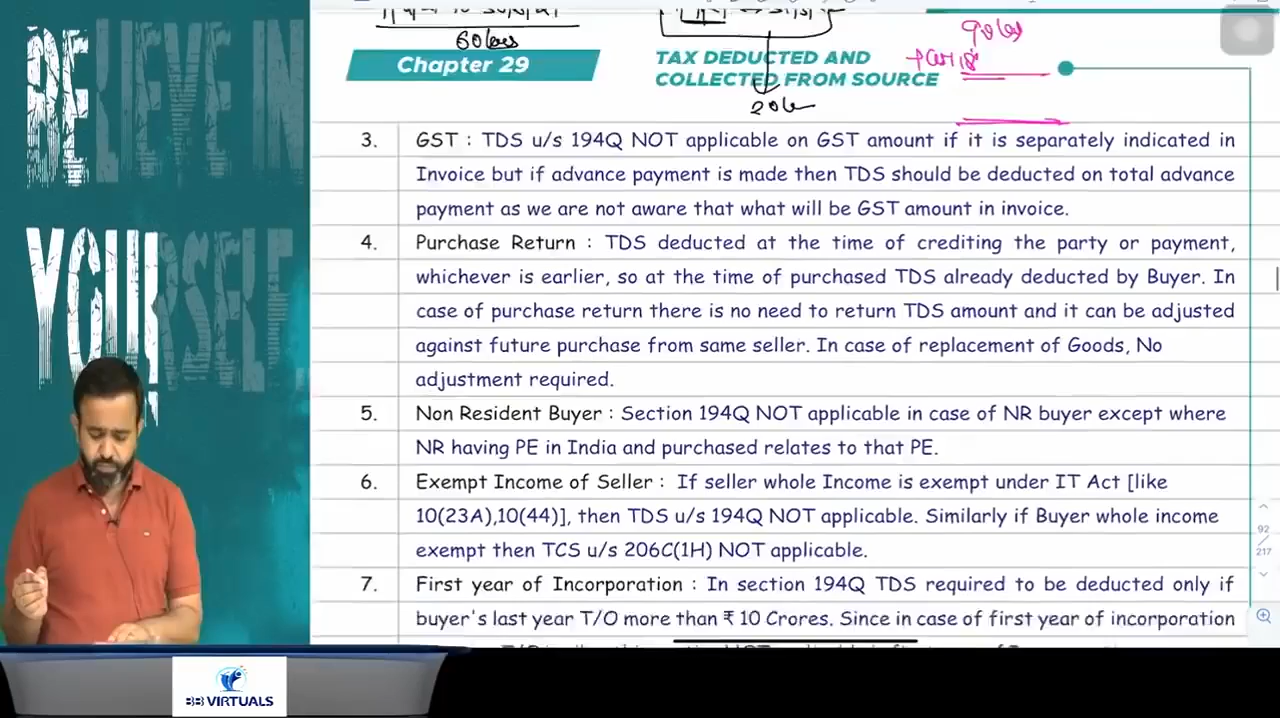 BELIEVE IN
YOURSELF
60 lacs
90 lacs
Chapter 29
TAX DEDUCTED AND
COLLECTED FROM SOURCE
3. GST : TDS u/s 194Q NOT applicable on GST amount if it is separately indicated in
Invoice but if advance payment is made then TDS should be deducted on total advance
payment as we are not aware that what will be GST amount in invoice.
4. Purchase Return : TDS deducted at the time of crediting the party or payment,
whichever is earlier, so at the time of purchased TDS already deducted by Buyer. In
case of purchase return there is no need to return TDS amount and it can be adjusted
against future purchase from same seller. In case of replacement of Goods, No
adjustment required.
5. Non Resident Buyer : Section 194Q NOT applicable in case of NR buyer except where
NR having PE in India and purchased relates to that PE.
6. Exempt Income of Seller : If seller whole Income is exempt under IT Act [like
10(23A),10(44)], then TDS u/s 194Q NOT applicable. Similarly if Buyer whole income
exempt then TCS u/s 206C(1H) NOT applicable.
7. First year of Incorporation : In section 194Q TDS required to be deducted only if
buyer's last year T/O more than ₹ 10 Crores. Since in case of first year of incorporation
92
217
BB VIRTUALS